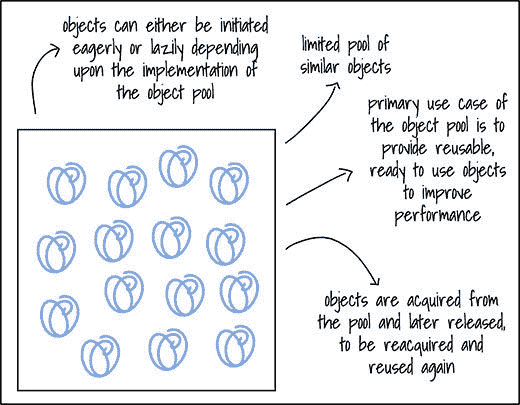 objects can either be initiated
eagerly or lazily depending
upon the implementation of
the object pool
limited pool of
similar objects
primary use case of
the object pool is to
provide reusable,
ready to use objects
to improve
performance
objects are acquired from
the pool and later released,
to be reacquired and
reused again